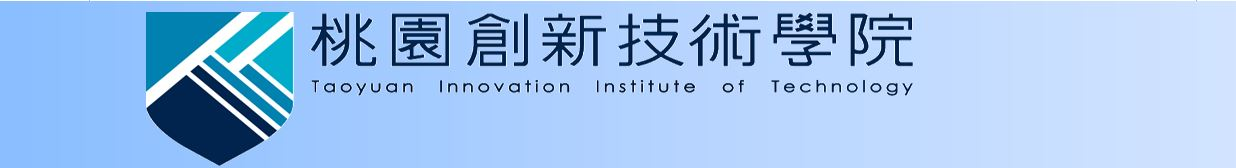 桃園創新技術學院
Taoyuan Innovation Institute of Technology